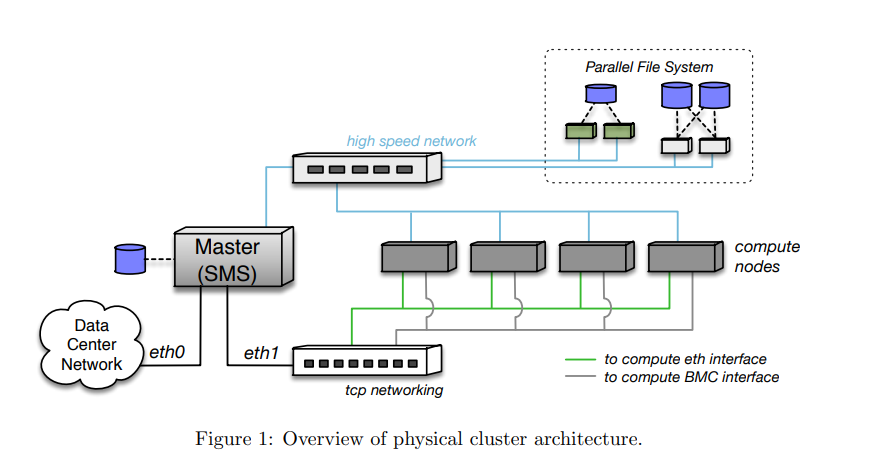 Parallel File System
high speed network
Master
(SMS)
compute
nodes
Data
Center
Network
eth0
eth1
tcp networking
to compute eth interface
to compute BMC interface
Figure 1: Overview of physical cluster architecture.